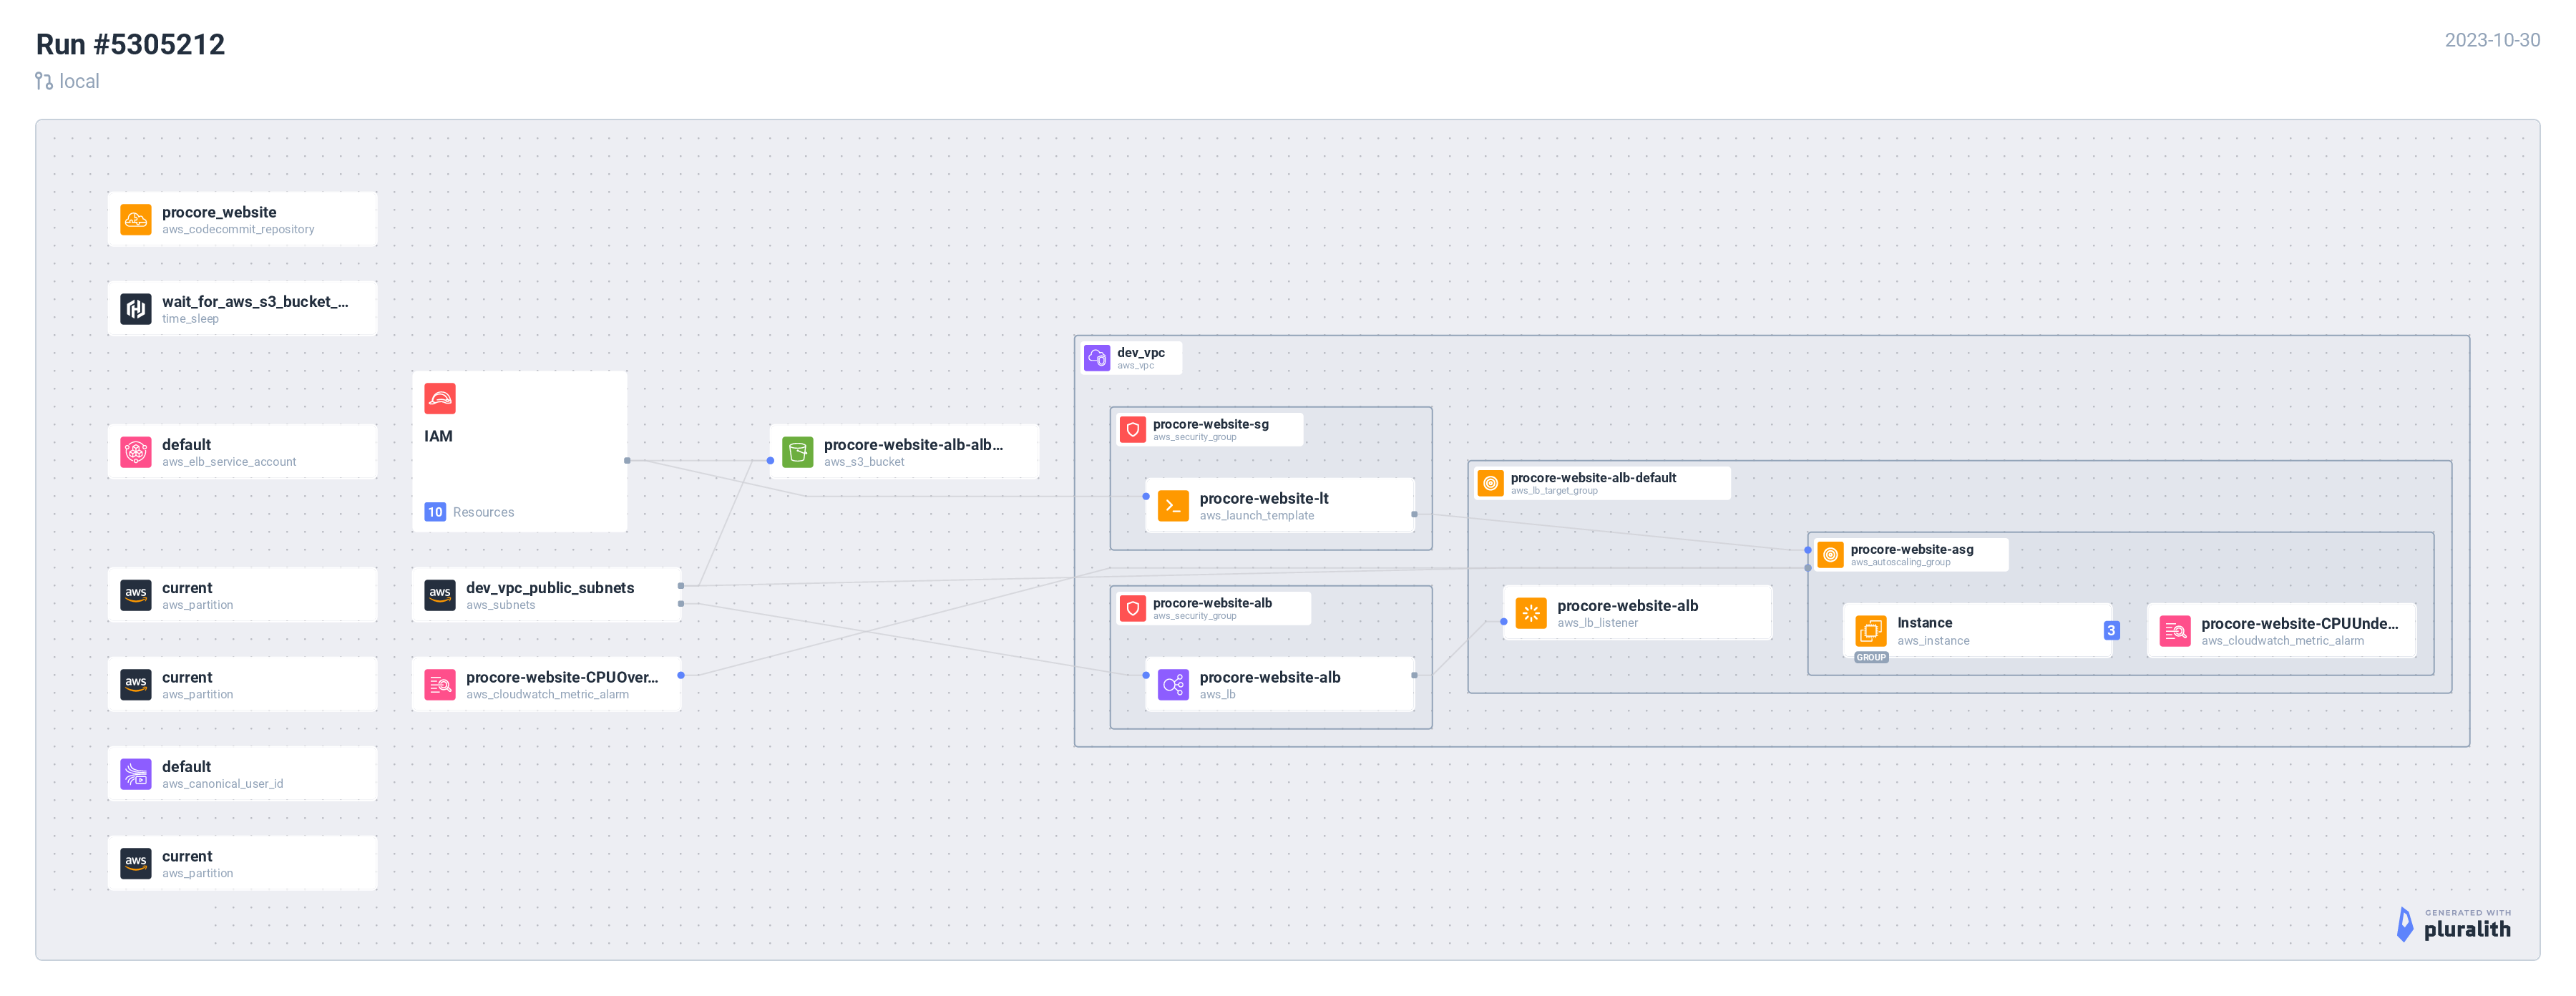 Run #5305212
2023-10-30
local
procore_website
aws_codecommit_repository
wait_for_aws_s3_bucket_...
time_sleep
default
aws_elb_service_account
current
aws_partition
current
aws_partition
default
aws_canonical_user_id
current
aws_partition
IAM
10 Resources
aws
dev_vpc_public_subnets
aws_subnets
procore-website-CPUOver...
aws_cloudwatch_metric_alarm
procore-website-alb-alb...
aws_s3_bucket
dev_vpc
aws_vpc
procore-website-sg
aws_security_group
procore-website-lt
aws_launch_template
procore-website-alb
aws_security_group
procore-website-alb
aws_lb
procore-website-alb-default
aws_lb_target_group
procore-website-alb
aws_lb_listener
procore-website-asg
aws_autoscaling_group
Instance
aws_instance
3
GROUP
procore-website-CPUUnde...
aws_cloudwatch_metric_alarm
GENERATED WITH
pluralith